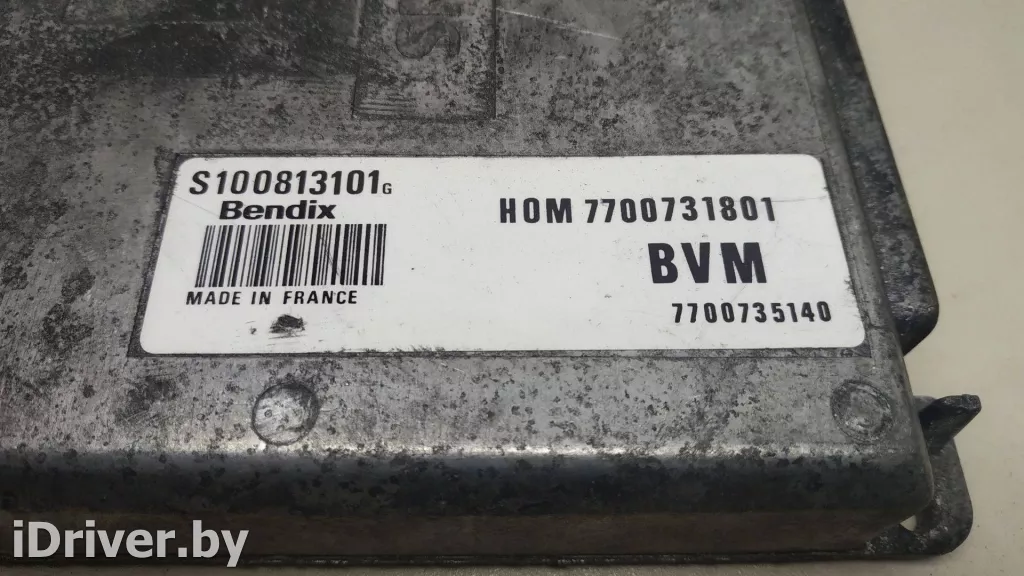 S100813101G
Bendix
MADE IN FRANCE
HOM 7700731801
BVM
7700735140
iDriver.by